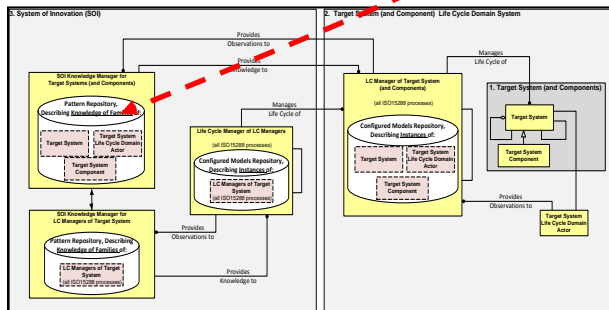 3. System of Innovation (SOI)
2. Target System (and Component) Life Cycle Domain System
Provides
Observations to
Provides
Knowledge to
Manages
Life Cycle of
1. Target System (and Components)
Target System
Target System
Component
Target System
Life Cycle Domain
Actor
Provides
Observations to
SOI Knowledge Manager for
Target Systems (and Components)
Pattern Repository,
Describing Knowledge of Families of:
Target System
Target System
Life Cycle Domain
Actor
Target System
Component
Manages
Life Cycle of
Life Cycle Manager of LC Managers
(all ISO15288 processes)
Configured Models Repository,
Describing Instances of:
LC Managers of Target
System
(all ISO15288 processes)
LC Manager of Target System
(and Components)
(all ISO15288 processes)
Configured Models Repository,
Describing Instances of:
Target System
Target System
Life Cycle Domain
Actor
Target System
Component
SOI Knowledge Manager for
LC Managers of Target System
Pattern Repository, Describing
Knowledge of Families of:
LC Managers of Target
System
(all ISO15288 processes)
Provides
Observations to
Provides
Knowledge to